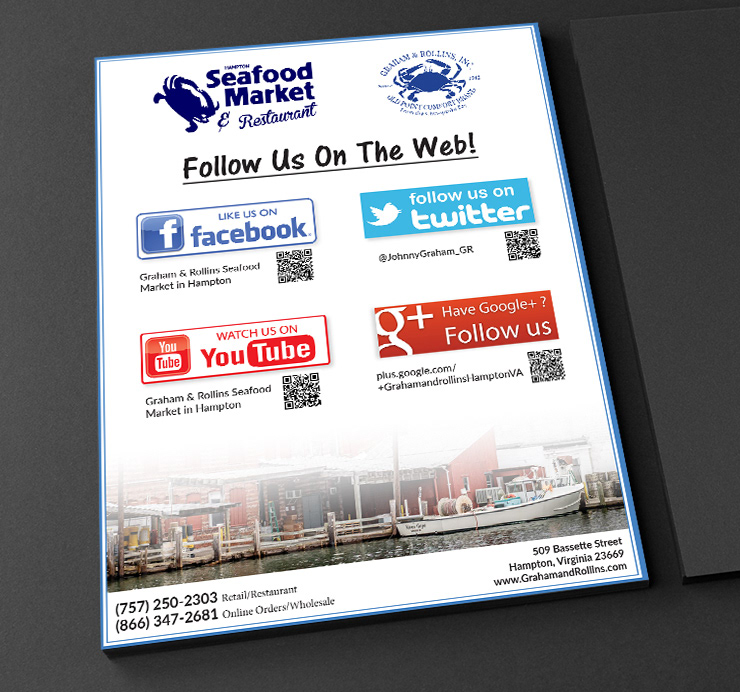 HAMPTON
Seafood
Market
& Restaurant
GRAHAM & ROLLINS, INC.
OLD POINT COMFORT BRAND
Follow Us On The Web!
LIKE US ON
f facebook
follow us on
twitter
Graham & Rollins Seafood
Market in Hampton
@JohnnyGraham_GR
WATCH US ON
You
Tube
YouTube
g+
Have Google+ ?
Follow us
Graham & Rollins Seafood
Market in Hampton
plus.google.com/
+GrahamandrollinsHamptonVA
509 Bassette Street
Hampton, Virginia 23669
www.GrahamandRollIns.com
(757) 250-2303 Retail/Restaurant
(866) 347-2681 Online Orders/Wholesale